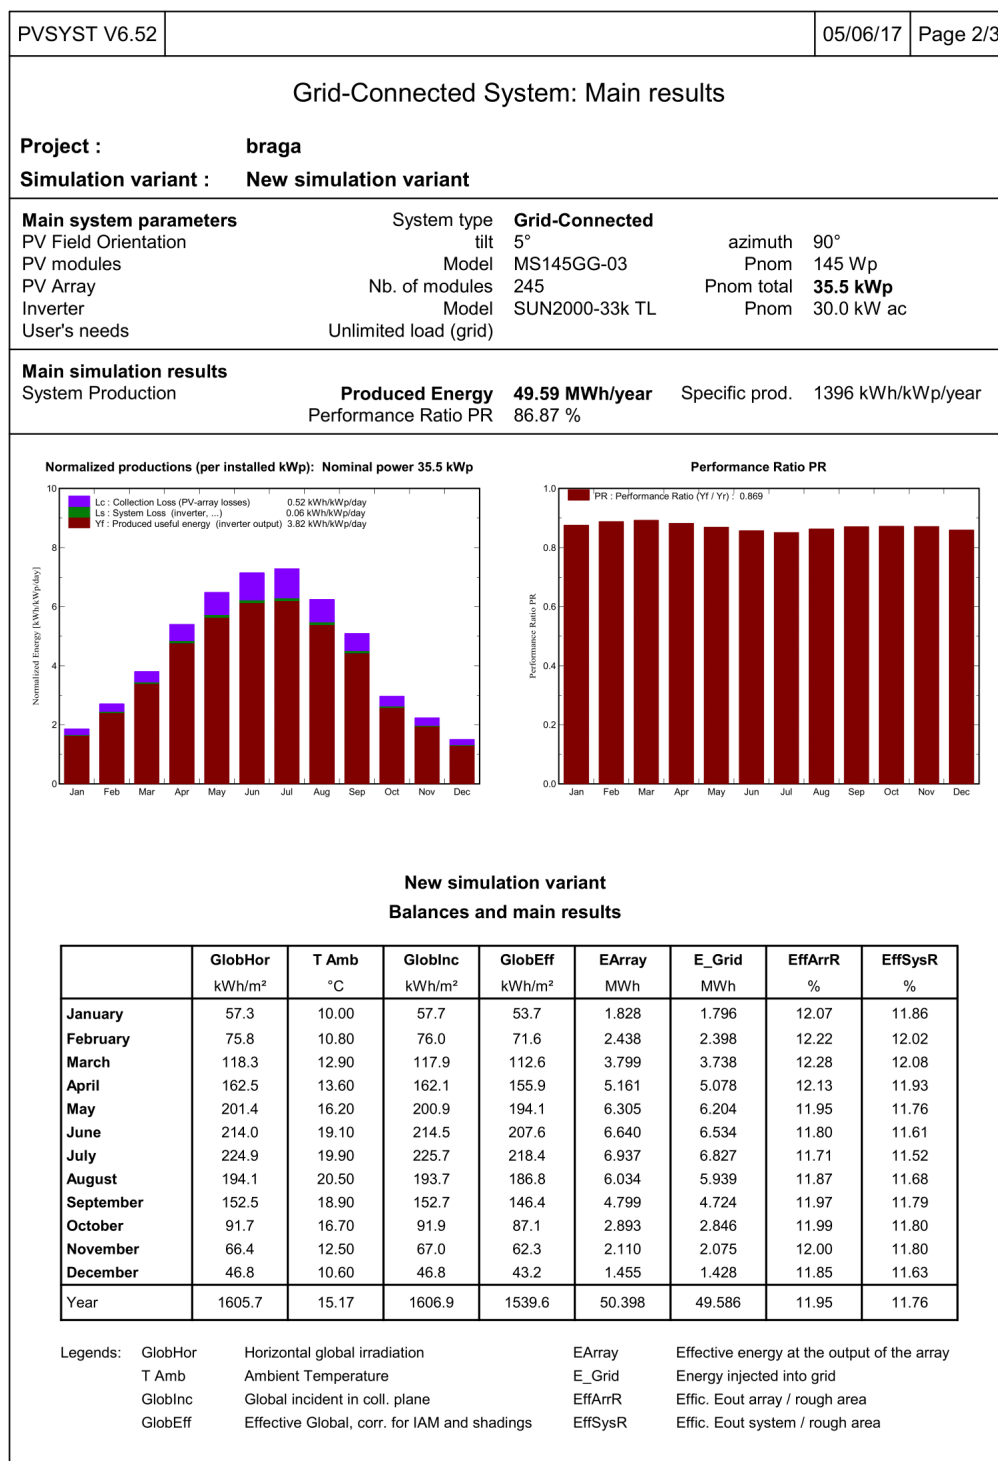 PVSYST V6.52 05/06/17 Page 2/3
Grid-Connected System: Main results
Project : braga
Simulation variant : New simulation variant
Main system parameters System type Grid-Connected
PV Field Orientation tilt 5° azimuth 90°
PV modules Model MS145GG-03 Pnom 145 Wp
PV Array Nb. of modules 245 Pnom total 35.5 kWp
Inverter Model SUN2000-33k TL Pnom 30.0 kW ac
User's needs Unlimited load (grid)
Main simulation results
System Production Produced Energy 49.59 MWh/year Specific prod. 1396 kWh/kWp/year
Performance Ratio PR 86.87 %
Normalized productions (per installed kWp): Nominal power 35.5 kWp
Lc : Collection Loss (PV-array losses) 0.52 kWh/kWp/day
Ls : System Loss (inverter, ...) 0.06 kWh/kWp/day
Yf : Produced useful energy (inverter output) 3.82 kWh/kWp/day
Normalized Energy [kWh/kWp/day]
10
8
6
4
2
0
Jan Feb Mar Apr May Jun Jul Aug Sep Oct Nov Dec
Performance Ratio PR
PR : Performance Ratio (Yf / Yr) : 0.869
Performance Ratio PR
1.0
0.8
0.6
0.4
0.2
0.0
Jan Feb Mar Apr May Jun Jul Aug Sep Oct Nov Dec
New simulation variant
Balances and main results
GlobHor T Amb GlobInc GlobEff EArray E_Grid EffArrR EffSysR
kWh/m² °C kWh/m² kWh/m² MWh MWh % %
January 57.3 10.00 57.7 53.7 1.828 1.796 12.07 11.86
February 75.8 10.80 76.0 71.6 2.438 2.398 12.22 12.02
March 118.3 12.90 117.9 112.6 3.799 3.738 12.28 12.08
April 162.5 13.60 162.1 155.9 5.161 5.078 12.13 11.93
May 201.4 16.20 200.9 194.1 6.305 6.204 11.95 11.76
June 214.0 19.10 214.5 207.6 6.640 6.534 11.80 11.61
July 224.9 19.90 225.7 218.4 6.937 6.827 11.71 11.52
August 194.1 20.50 193.7 186.8 6.034 5.939 11.87 11.68
September 152.5 18.90 152.7 146.4 4.799 4.724 11.97 11.79
October 91.7 16.70 91.9 87.1 2.893 2.846 11.99 11.80
November 66.4 12.50 67.0 62.3 2.110 2.075 12.00 11.80
December 46.8 10.60 46.8 43.2 1.455 1.428 11.85 11.63
Year 1605.7 15.17 1606.9 1539.6 50.398 49.586 11.95 11.76
Legends: GlobHor Horizontal global irradiation EArray Effective energy at the output of the array
T Amb Ambient Temperature E_Grid Energy injected into grid
GlobInc Global incident in coll. plane EffArrR Effic. Eout array / rough area
GlobEff Effective Global, corr. for IAM and shadings EffSysR Effic. Eout system / rough area